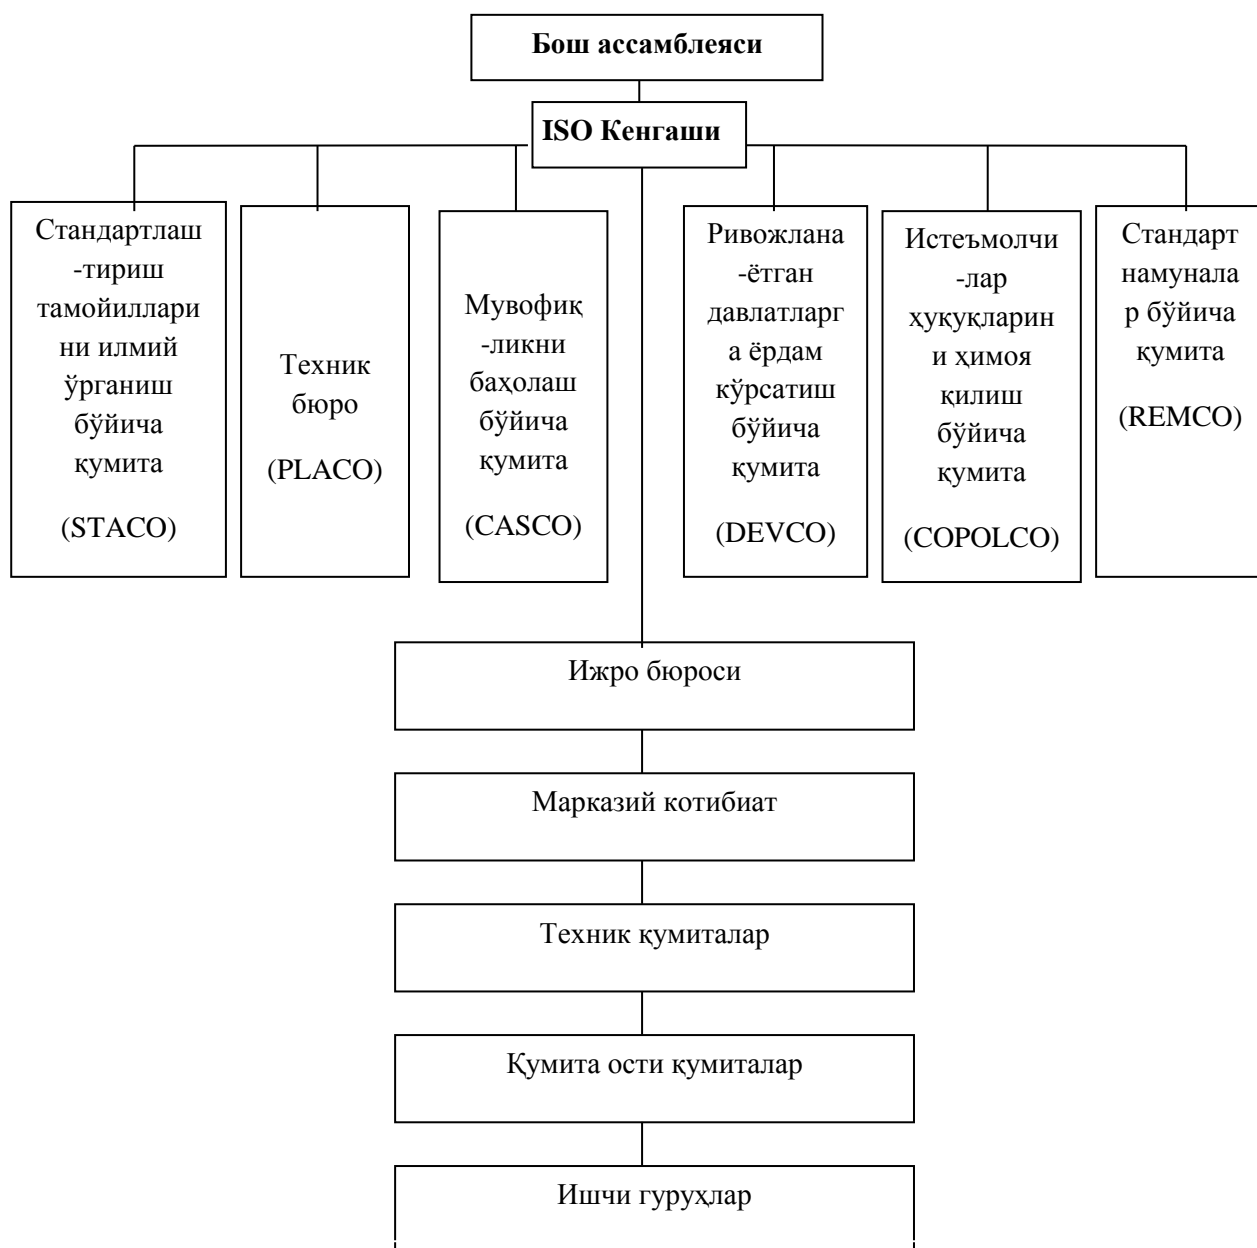 Бош ассамблеяси
ISO Кенгаши
Стандартлаш
-тириш
тамойиллари
ни илмий
ўрганиш
бўйича
қумита
(STACO)
Техник
бюро
(PLACO)
Мувофиқ
-ликни
баҳолаш
бўйича
қумита
(CASCO)
Ривожлана
-ётган
давлатларг
а ёрдам
кўрсатиш
бўйича
қумита
(DEVCO)
Истеъмолчи
-лар
ҳуқуқларин
и ҳимоя
қилиш
бўйича
қумита
(COPOLCO)
Стандарт
намунала
р бўйича
қумита
(REMCO)
Ижро бюроси
Марказий котибиат
Техник қумиталар
Қумита ости қумиталар
Ишчи гуруҳлар